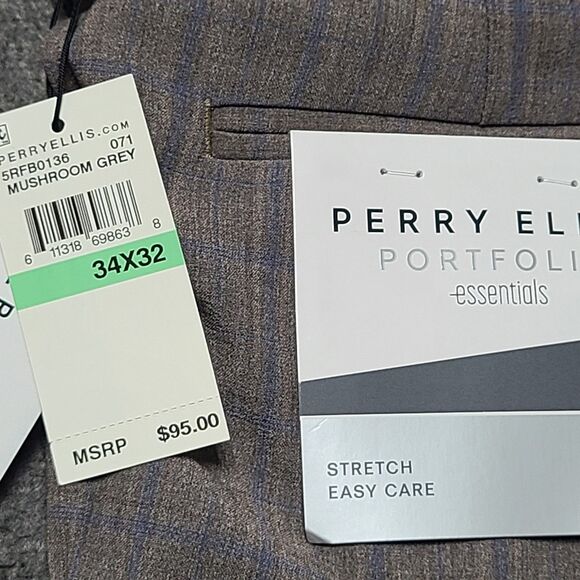 PERRYELLIS.COM
5RFB0136 071
MUSHROOM GREY
6 11318 69863 8
34X32
MSRP $95.00
PERRY ELL
PORTFOLI
essentials
STRETCH
EASY CARE